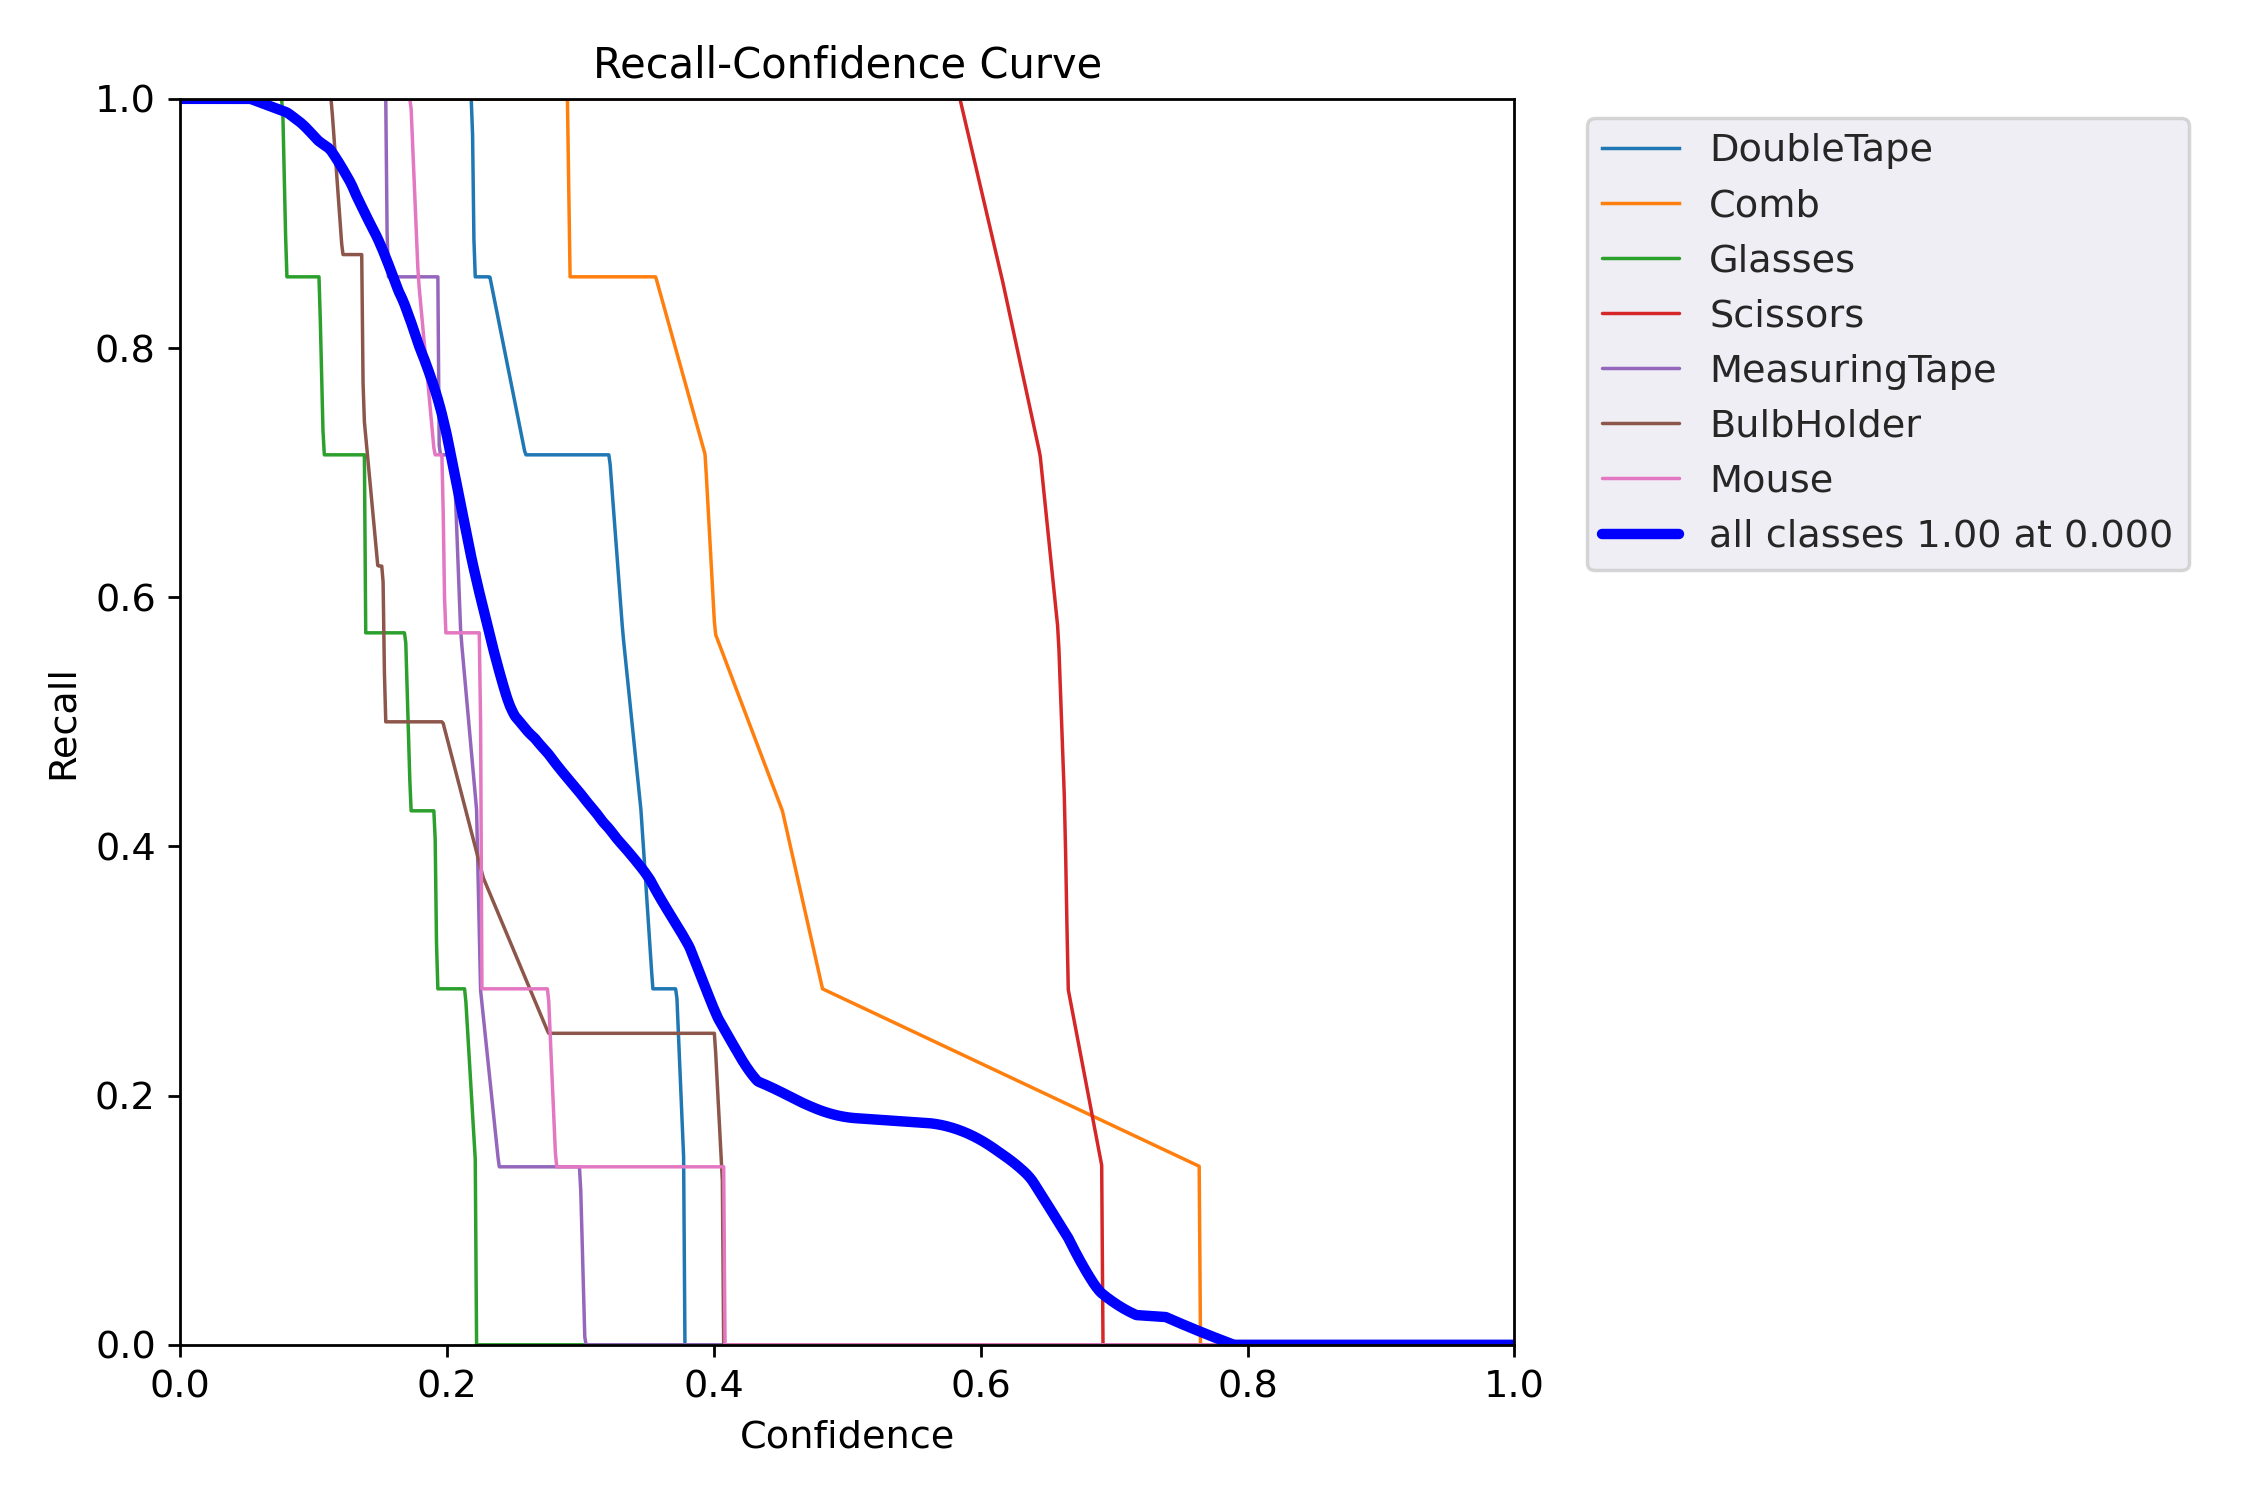 Recall-Confidence Curve
1.0
0.8
0.6
0.4
0.2
0.0
Recall
0.0 0.2 0.4 0.6 0.8 1.0
Confidence
DoubleTape
Comb
Glasses
Scissors
MeasuringTape
BulbHolder
Mouse
all classes 1.00 at 0.000